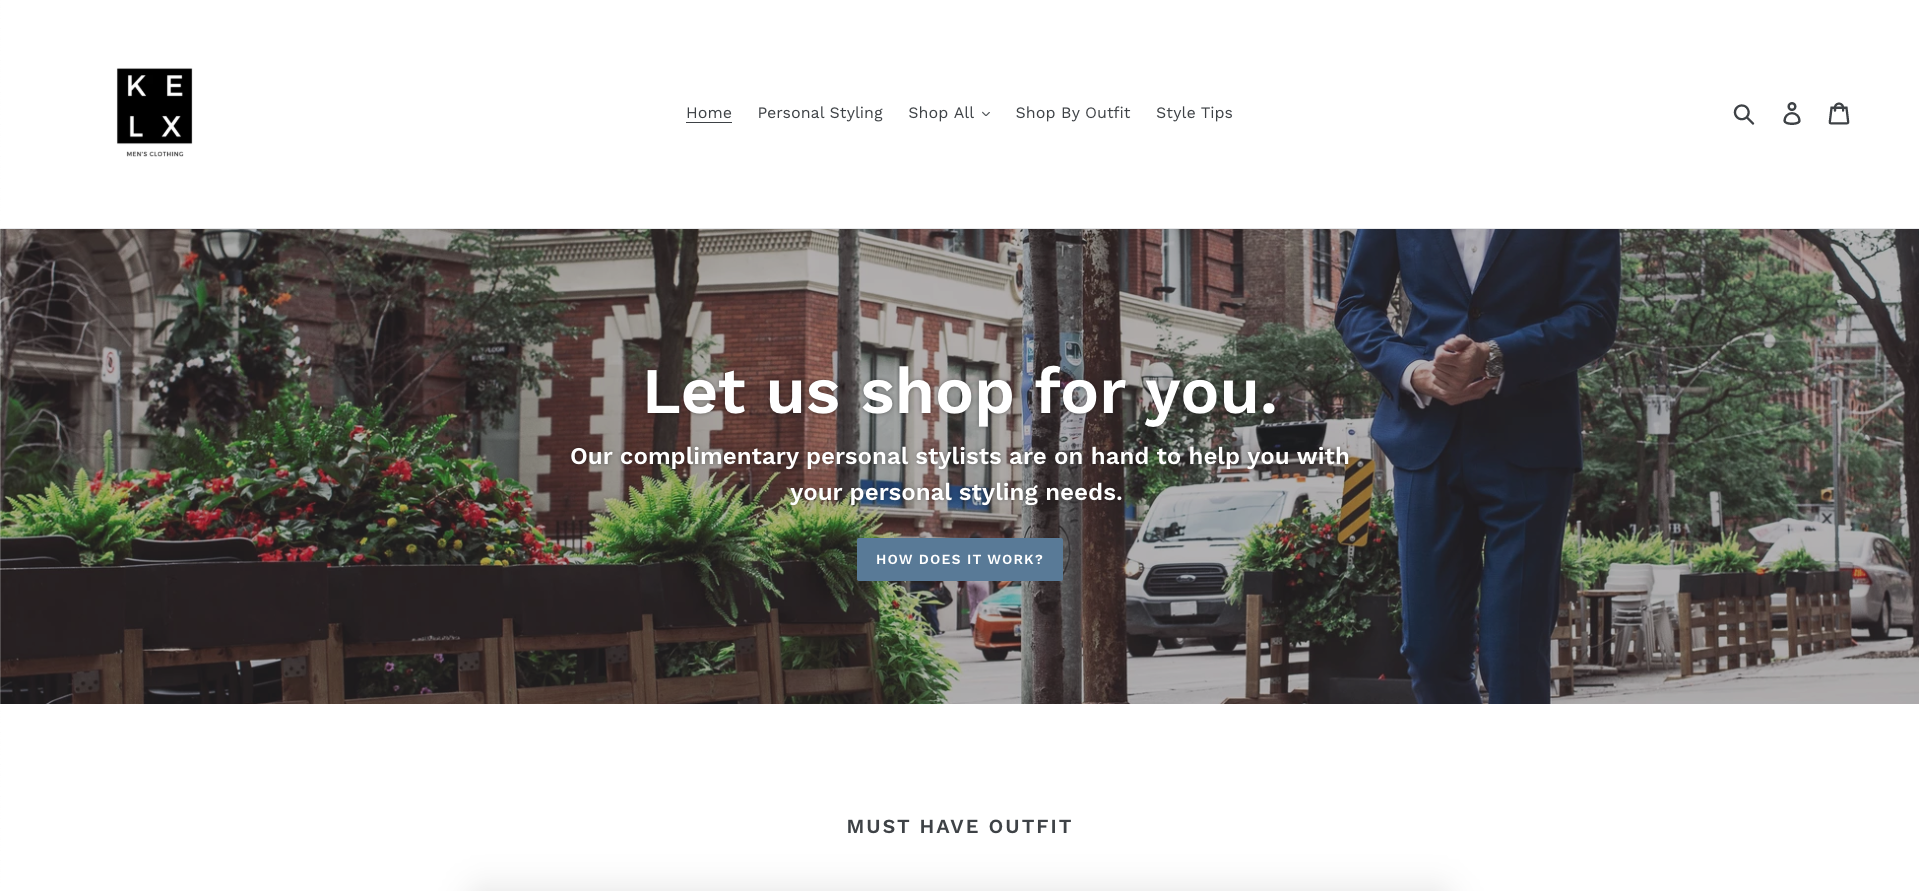 K E
L X
MEN'S CLOTHING
Home Personal Styling Shop All Shop By Outfit Style Tips
Let us shop for you.
Our complimentary personal stylists are on hand to help you with
your personal styling needs.
HOW DOES IT WORK?
MUST HAVE OUTFIT